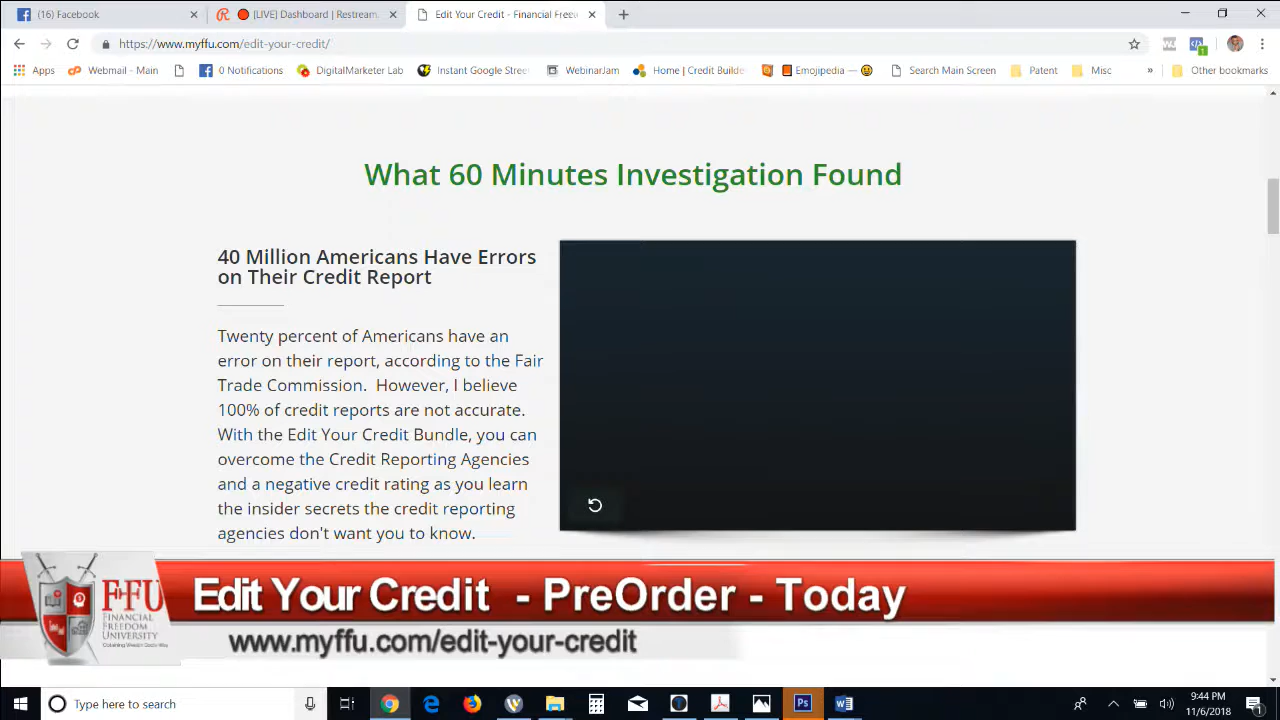 (16) Facebook
[LIVE] Dashboard | Restream.
Edit Your Credit - Financial Free
https://www.myffu.com/edit-your-credit/
Apps
Webmail - Main
0 Notifications
DigitalMarketer Lab
Instant Google Stre
WebinarJam
Home | Credit Builde
Emojipedia —
Search Main Screen
Patent
Misc
»
Other bookmarks
What 60 Minutes Investigation Found
40 Million Americans Have Errors
on Their Credit Report
Twenty percent of Americans have an
error on their report, according to the Fair
Trade Commission.  However, I believe
100% of credit reports are not accurate.
With the Edit Your Credit Bundle, you can
overcome the Credit Reporting Agencies
and a negative credit rating as you learn
the insider secrets the credit reporting
agencies don't want you to know.
FFU
FINANCIAL
FREEDOM
UNIVERSITY
Edit Your Credit - PreOrder - Today
www.myffu.com/edit-your-credit
Type here to search
9:44 PM
11/6/2018